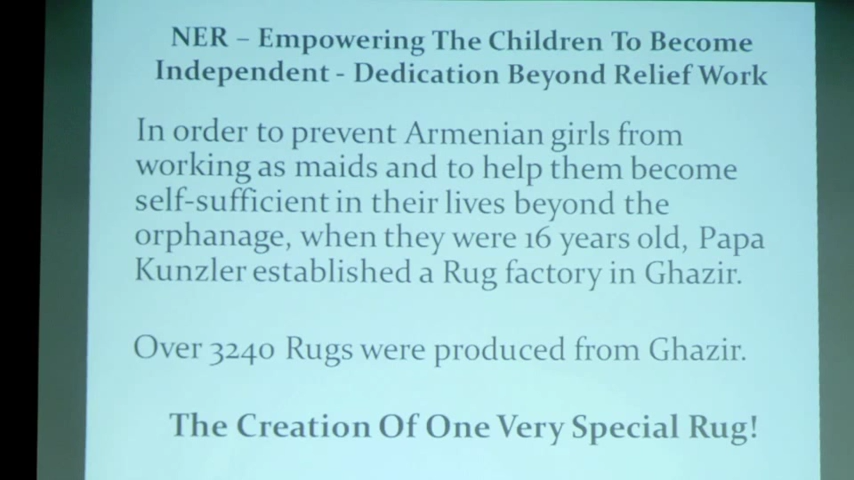 NER – Empowering The Children To Become
Independent - Dedication Beyond Relief Work
In order to prevent Armenian girls from
working as maids and to help them become
self-sufficient in their lives beyond the
orphanage, when they were 16 years old, Papa
Kunzler established a Rug factory in Ghazir.
Over 3240 Rugs were produced from Ghazir.
The Creation Of One Very Special Rug!